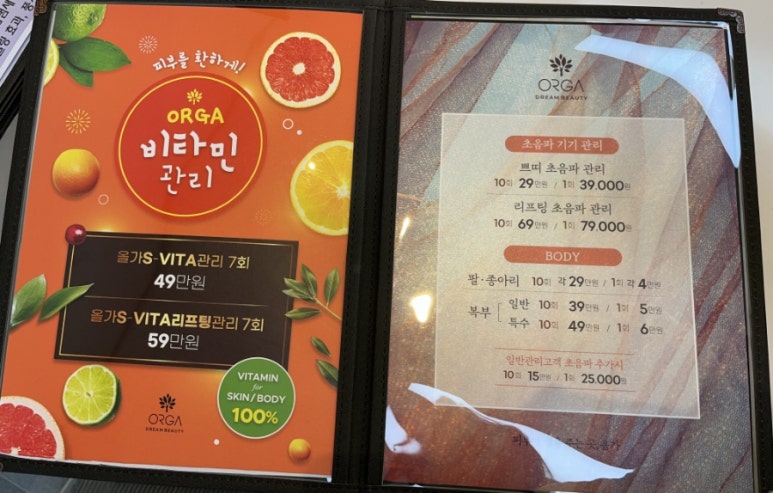 피부를 환하게!
ORGA
비타민
관리
올가S-VITA관리 7회
49만원
올가S-VITA리프팅관리 7회
59만원
VITAMIN
for
SKIN/BODY
100%
ORGA
DREAM BEAUTY
ORGA
DREAM BEAUTY
초음파 기기 관리
쁘띠 초음파 관리
10회 29만원 / 1회 39.000원
리프팅 초음파 관리
10회 69만원 / 1회 79.000원
BODY
팔·종아리 10회 각 29만원 / 1회 각 4만원
복부 일반 10회 39만원 / 1회 5만원
특수 10회 49만원 / 1회 6만원
일반관리고객 초음파 추가시
10회 15만원 / 1회 25.000원